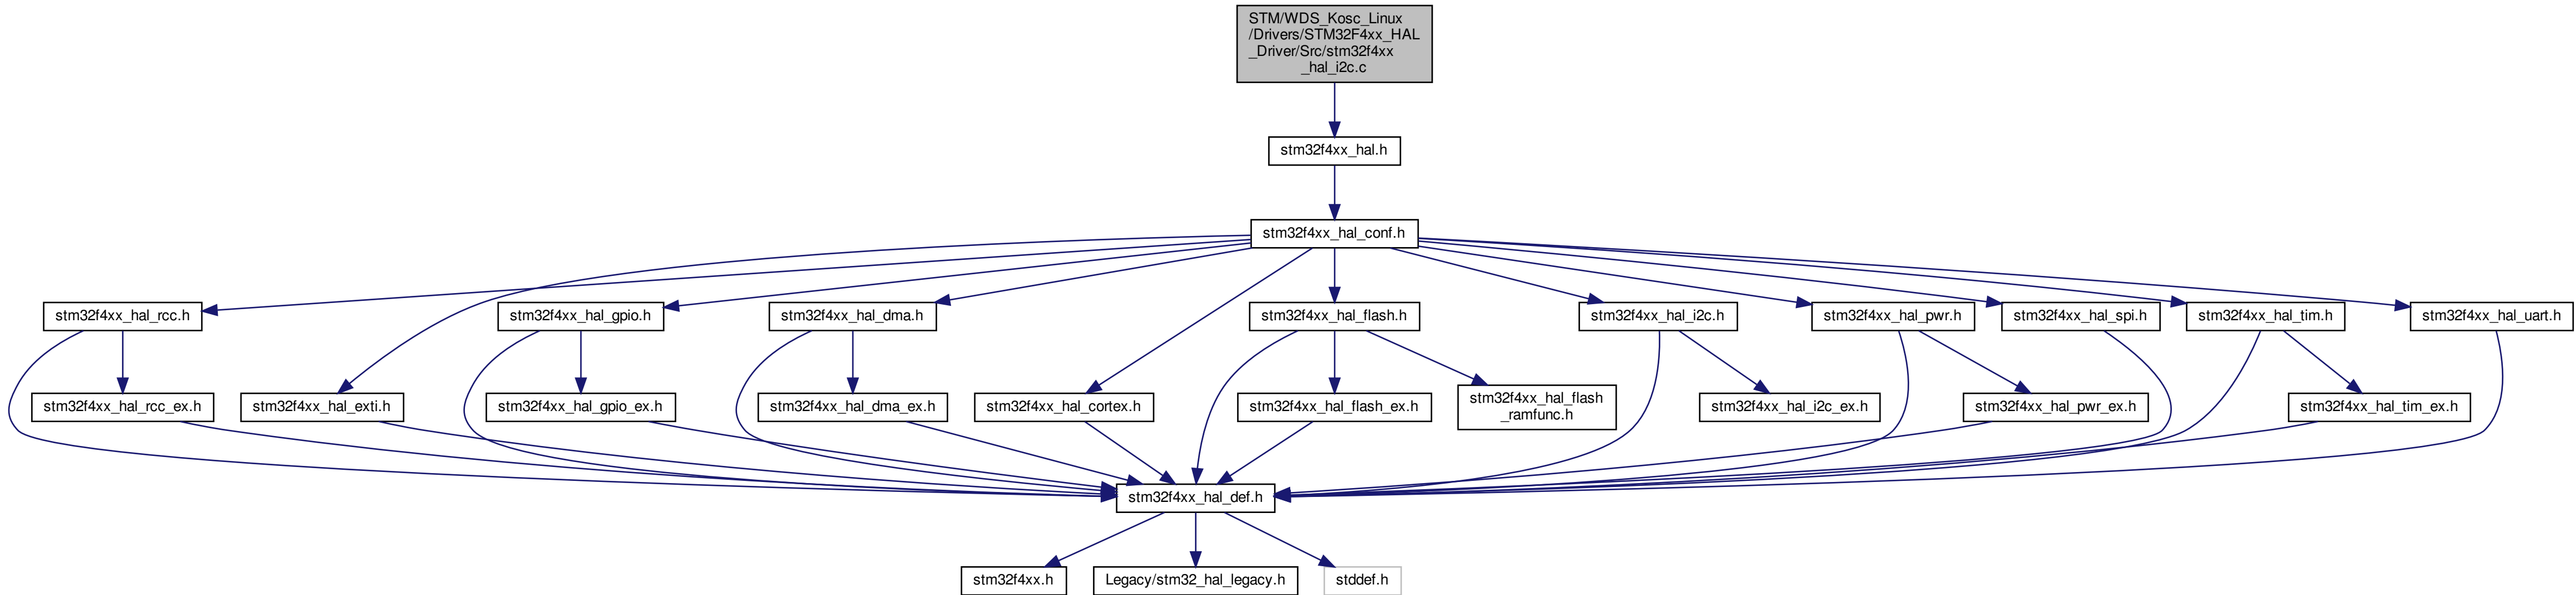 STM/WDS_Kosc_Linux
/Drivers/STM32F4xx_HAL
_Driver/Src/stm32f4xx
_hal_i2c.c
stm32f4xx_hal.h
stm32f4xx_hal_conf.h
stm32f4xx_hal_rcc.h
stm32f4xx_hal_gpio.h
stm32f4xx_hal_dma.h
stm32f4xx_hal_flash.h
stm32f4xx_hal_i2c.h
stm32f4xx_hal_pwr.h
stm32f4xx_hal_spi.h
stm32f4xx_hal_tim.h
stm32f4xx_hal_uart.h
stm32f4xx_hal_rcc_ex.h
stm32f4xx_hal_exti.h
stm32f4xx_hal_gpio_ex.h
stm32f4xx_hal_dma_ex.h
stm32f4xx_hal_cortex.h
stm32f4xx_hal_flash_ex.h
stm32f4xx_hal_flash
_ramfunc.h
stm32f4xx_hal_i2c_ex.h
stm32f4xx_hal_pwr_ex.h
stm32f4xx_hal_tim_ex.h
stm32f4xx_hal_def.h
stm32f4xx.h
Legacy/stm32_hal_legacy.h
stddef.h